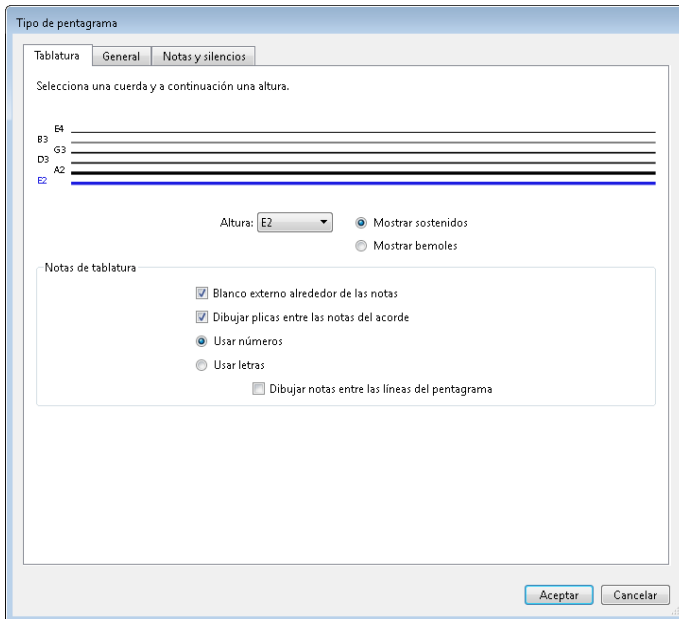 Tipo de pentagrama
Tablatura General Notas y silencios
Selecciona una cuerda y a continuación una altura.
E4
B3
G3
D3
A2
E2
Altura: E2 Mostrar sostenidos
Mostrar bemoles
Notas de tablatura
Blanco externo alrededor de las notas
Dibujar plicas entre las notas del acorde
Usar números
Usar letras
Dibujar notas entre las líneas del pentagrama
Aceptar Cancelar